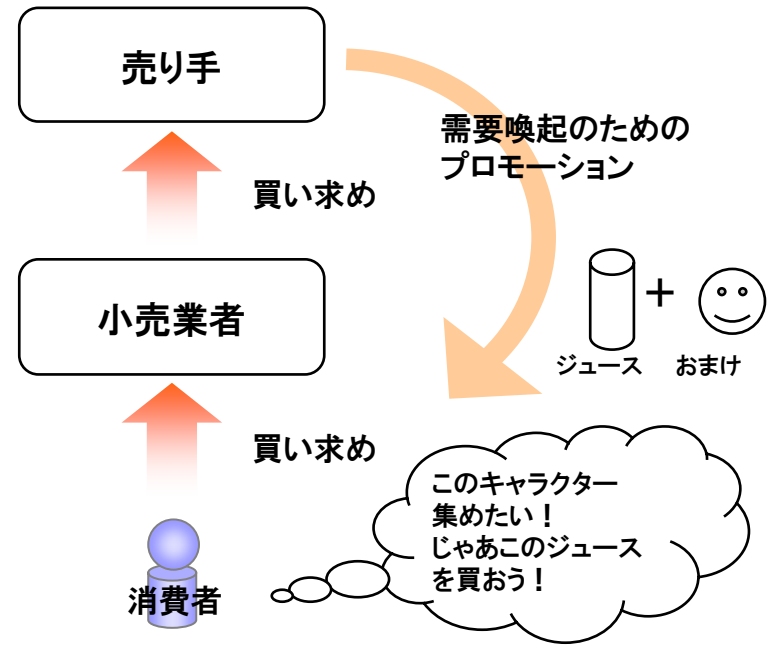 売り手
需要喚起のための
プロモーション
買い求め
小売業者
+
ジュース
おまけ
買い求め
このキャラクター
集めたい！
じゃあこのジュース
を買おう！
消費者